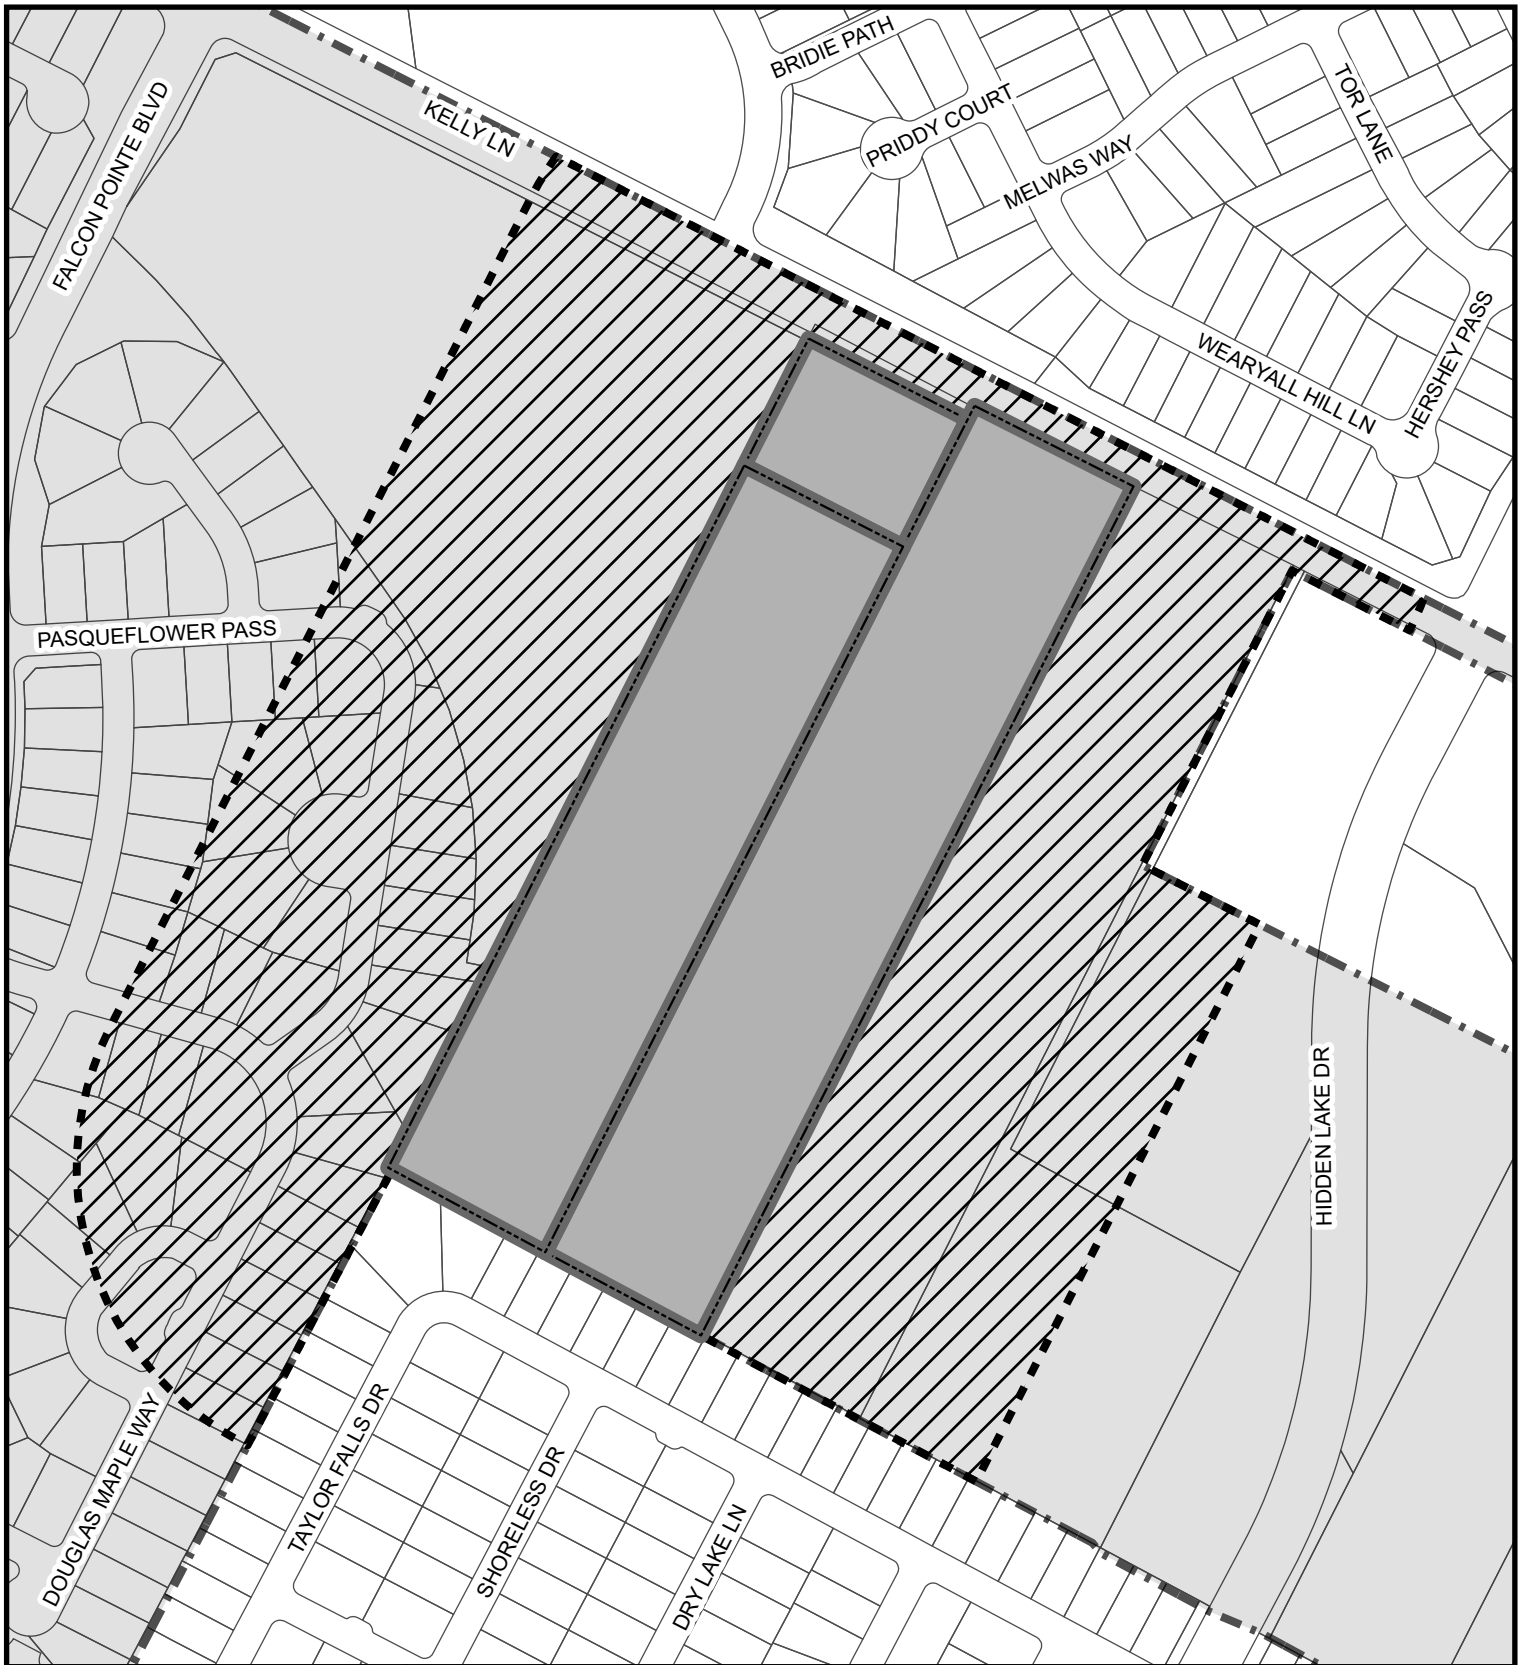 BRIDIE PATH
TOR LANE
KELLY LN
PRIDDY COURT
FALCON POINTE BLVD
MELWAS WAY
WEARYALL HILL LN
HERSHEY PASS
PASQUEFLOWER PASS
HIDDEN LAKE DR
DOUGLAS MAPLE WAY
TAYLOR FALLS DR
SHORELESS DR
DRY LAKE LN